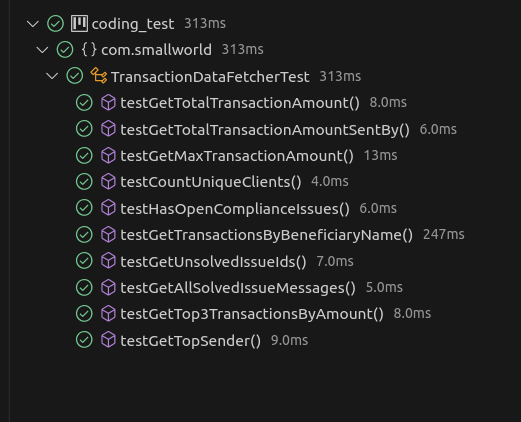 coding_test 313ms
{} com.smallworld 313ms
TransactionDataFetcherTest 313ms
testGetTotalTransactionAmount() 8.0ms
testGetTotalTransactionAmountSentBy() 6.0ms
testGetMaxTransactionAmount() 13ms
testCountUniqueClients() 4.0ms
testHasOpenComplianceIssues() 6.0ms
testGetTransactionsByBeneficiaryName() 247ms
testGetUnsolvedIssueIds() 7.0ms
testGetAllSolvedIssueMessages() 5.0ms
testGetTop3TransactionsByAmount() 8.0ms
testGetTopSender() 9.0ms